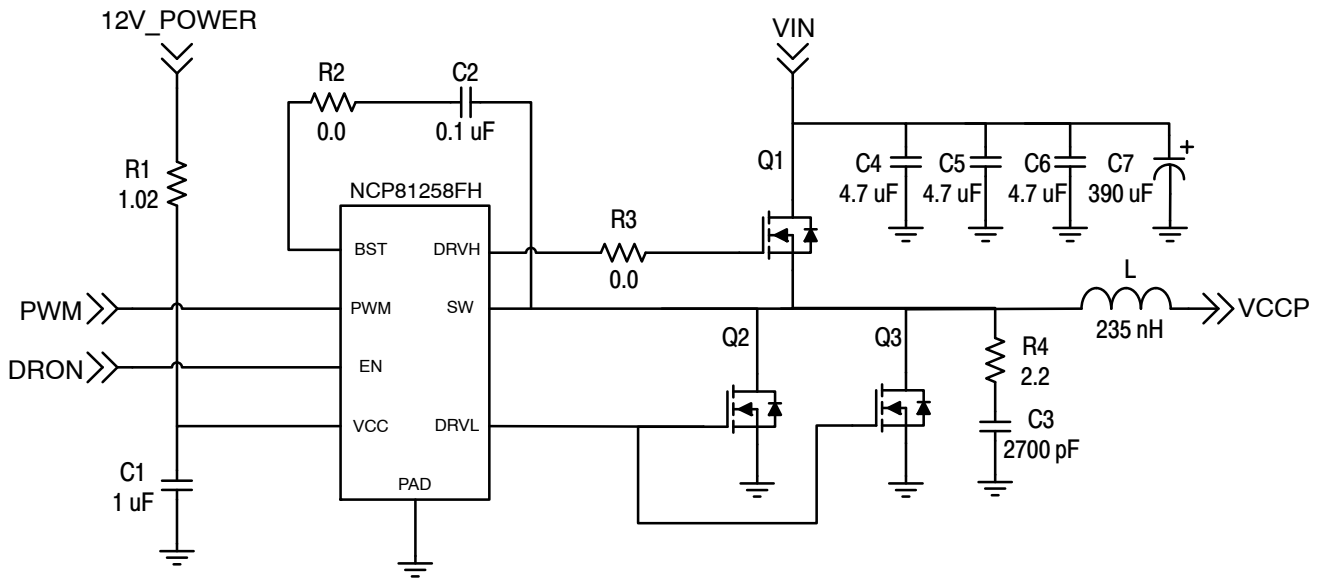 12V_POWER
VIN
R2
0.0
C2
0.1 uF
R1
1.02
Q1
C4
4.7 uF
C5
4.7 uF
C6
4.7 uF
C7
390 uF
+
NCP81258FH
R3
0.0
BST
DRVH
PWM
PWM
SW
L
235 nH
VCCP
DRON
EN
Q2
Q3
R4
2.2
VCC
DRVL
C3
2700 pF
C1
1 uF
PAD